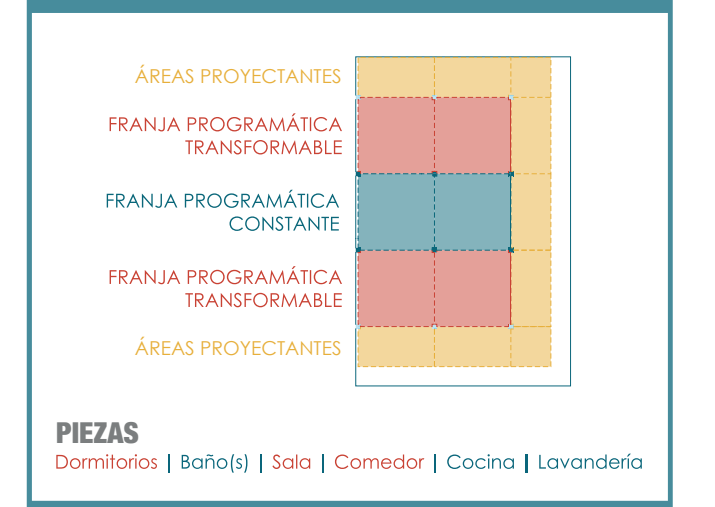 ÁREAS PROYECTANTES
FRANJA PROGRAMÁTICA
TRANSFORMABLE
FRANJA PROGRAMÁTICA
CONSTANTE
FRANJA PROGRAMÁTICA
TRANSFORMABLE
ÁREAS PROYECTANTES
PIEZAS
Dormitorios | Baño(s) | Sala | Comedor | Cocina | Lavandería